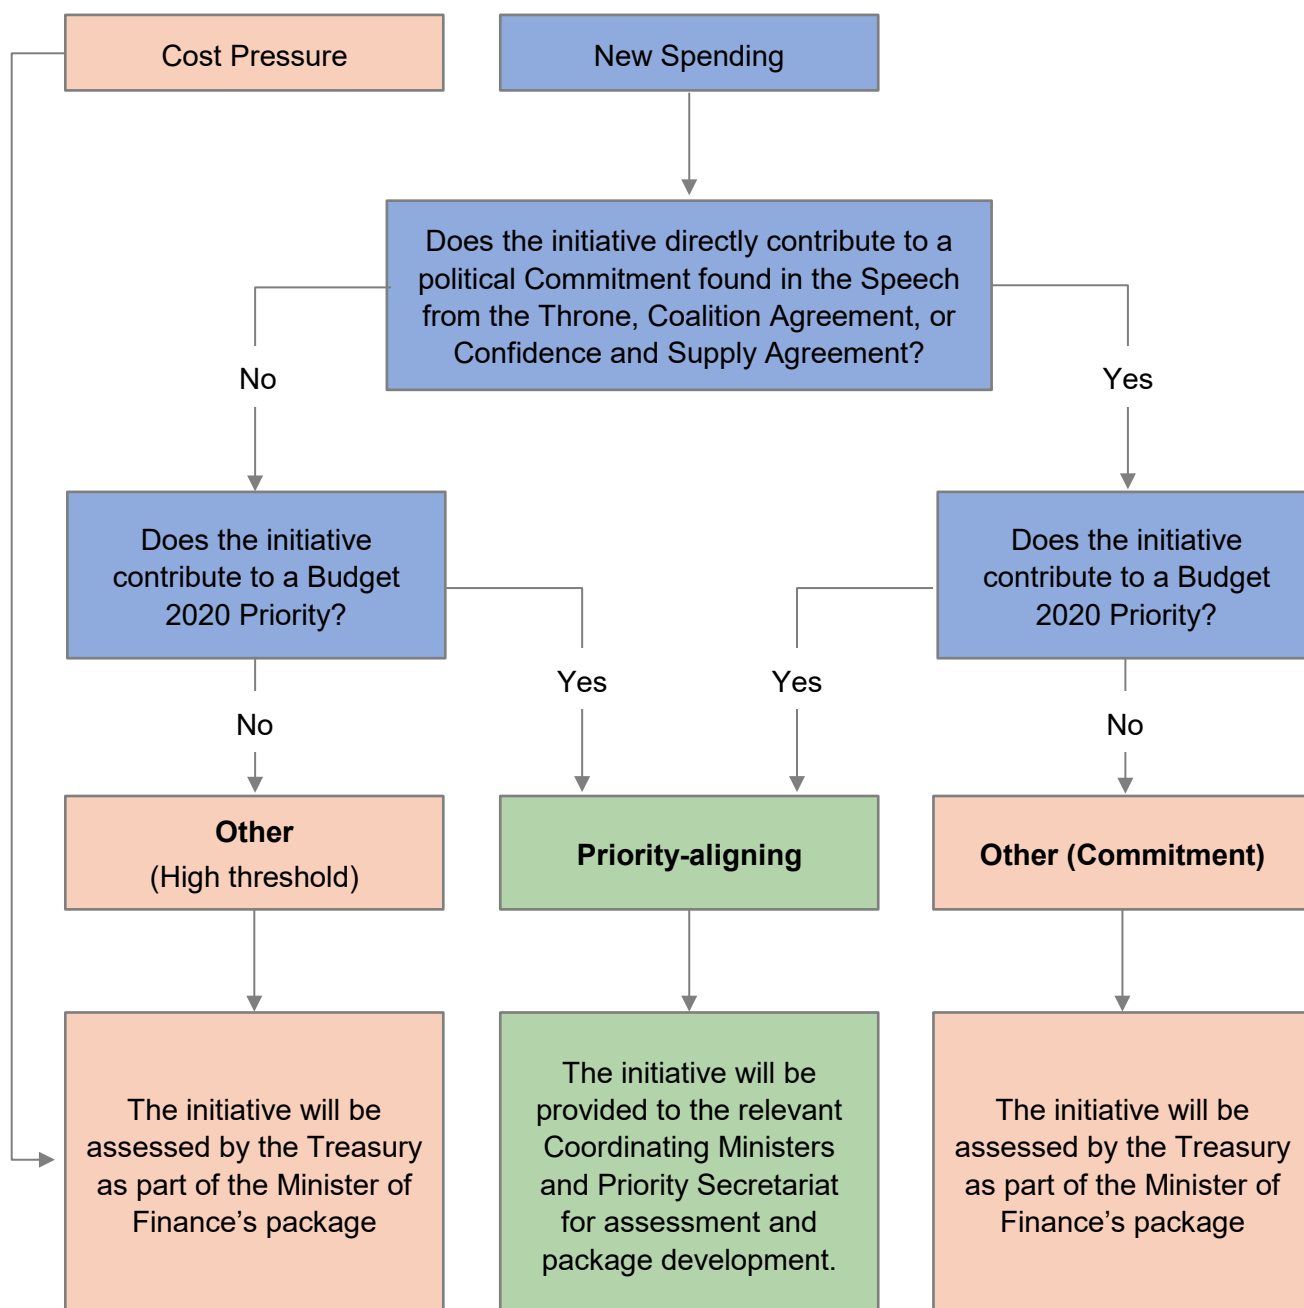 Cost Pressure
New Spending
Does the initiative directly contribute to a
political Commitment found in the Speech
from the Throne, Coalition Agreement, or
Confidence and Supply Agreement?
No
Yes
Does the initiative
contribute to a Budget
2020 Priority?
Does the initiative
contribute to a Budget
2020 Priority?
Yes
Yes
No
No
Other
(High threshold)
Priority-aligning
Other (Commitment)
The initiative will be
assessed by the Treasury
as part of the Minister of
Finance’s package
The initiative will be
provided to the relevant
Coordinating Ministers
and Priority Secretariat
for assessment and
package development.
The initiative will be
assessed by the Treasury
as part of the Minister of
Finance’s package